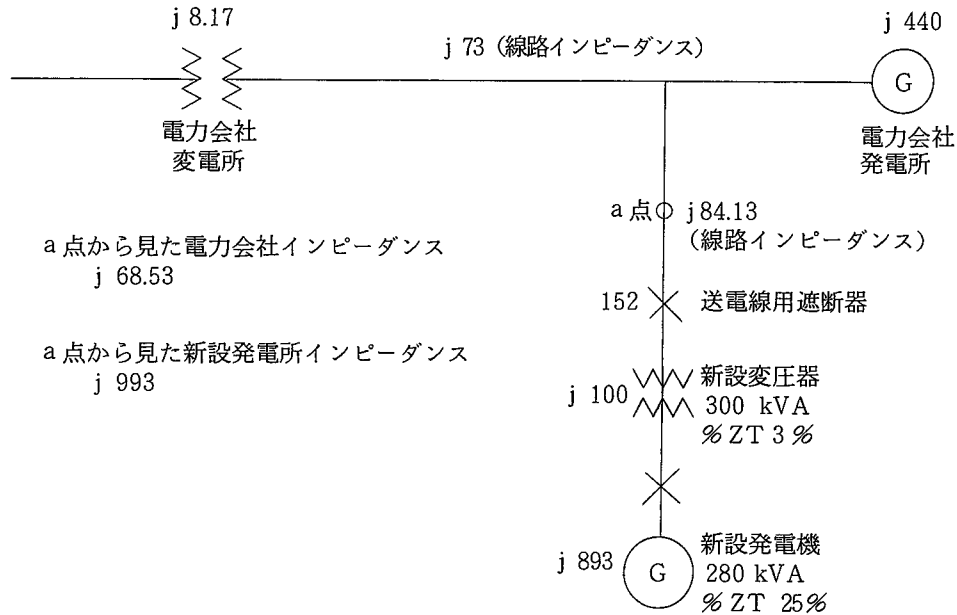 j 8.17
j 440
j 73（線路インピーダンス）
G
電力会社
変電所
電力会社
発電所
a 点 j 84.13
（線路インピーダンス）
a 点から見た電力会社インピーダンス
j 68.53
152 送電線用遮断器
a 点から見た新設発電所インピーダンス
j 993
j 100
新設変圧器
300 kVA
% ZT 3 %
j 893
G
新設発電機
280 kVA
% ZT 25%